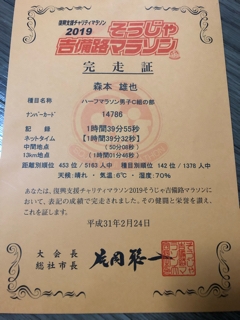 復興支援チャリティマラソン
2019 そうじゃ
吉備路マラソン
完走証
森本 雄也
種目名 ハーフマラソン男子C組の部
ナンバーカード 14786
記録 1時間39分55秒
ネットタイム 【1時間39分32秒】
中間地点 (50分08秒)
13km地点 (1時間01分46秒)
距離別順位 453位/5183人中 種目別順位 142位/1378人中
天候:晴れ ・ 気温:6℃ ・ 湿度:70%
あなたは、復興支援チャリティマラソン2019そうじゃ吉備路マラソンに
おいて、表記の成績で完走されました。その健闘と栄誉を讃え、
これを証します。
平成31年2月24日
大会長
総社市長 片岡聡一